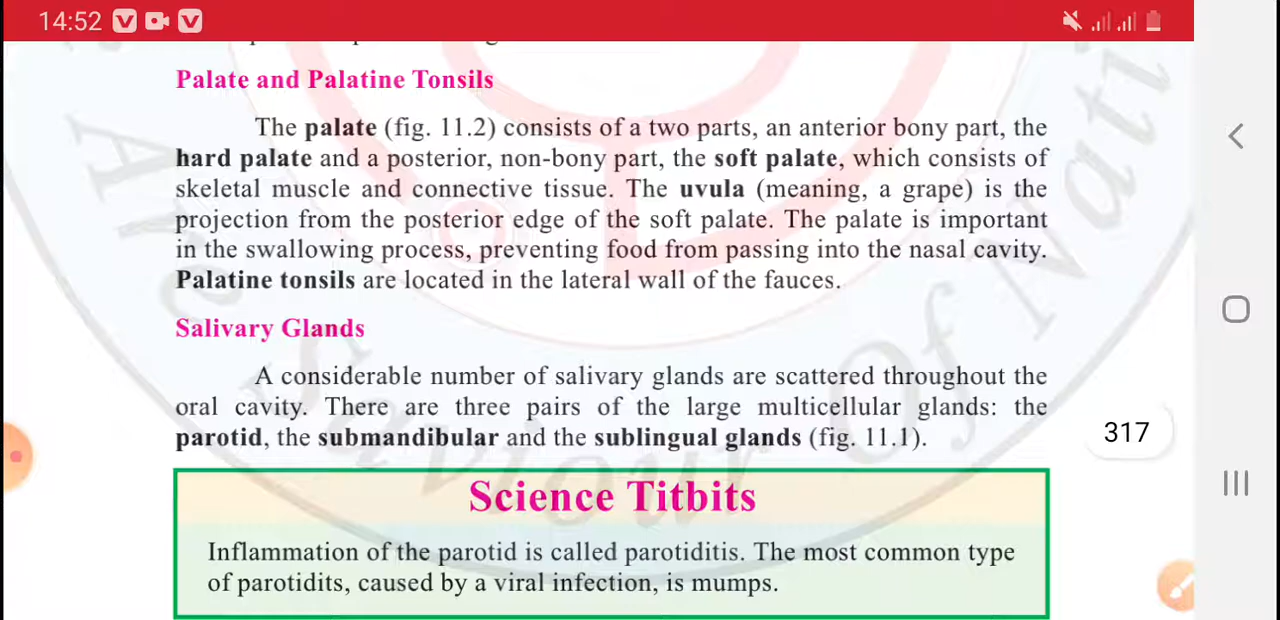 14:52
Palate and Palatine Tonsils
The palate (fig. 11.2) consists of a two parts, an anterior bony part, the
hard palate and a posterior, non-bony part, the soft palate, which consists of
skeletal muscle and connective tissue. The uvula (meaning, a grape) is the
projection from the posterior edge of the soft palate. The palate is important
in the swallowing process, preventing food from passing into the nasal cavity.
Palatine tonsils are located in the lateral wall of the fauces.
Salivary Glands
A considerable number of salivary glands are scattered throughout the
oral cavity. There are three pairs of the large multicellular glands: the
parotid, the submandibular and the sublingual glands (fig. 11.1).
317
Science Titbits
Inflammation of the parotid is called parotiditis. The most common type
of parotidits, caused by a viral infection, is mumps.
Are Saviour Of Nati